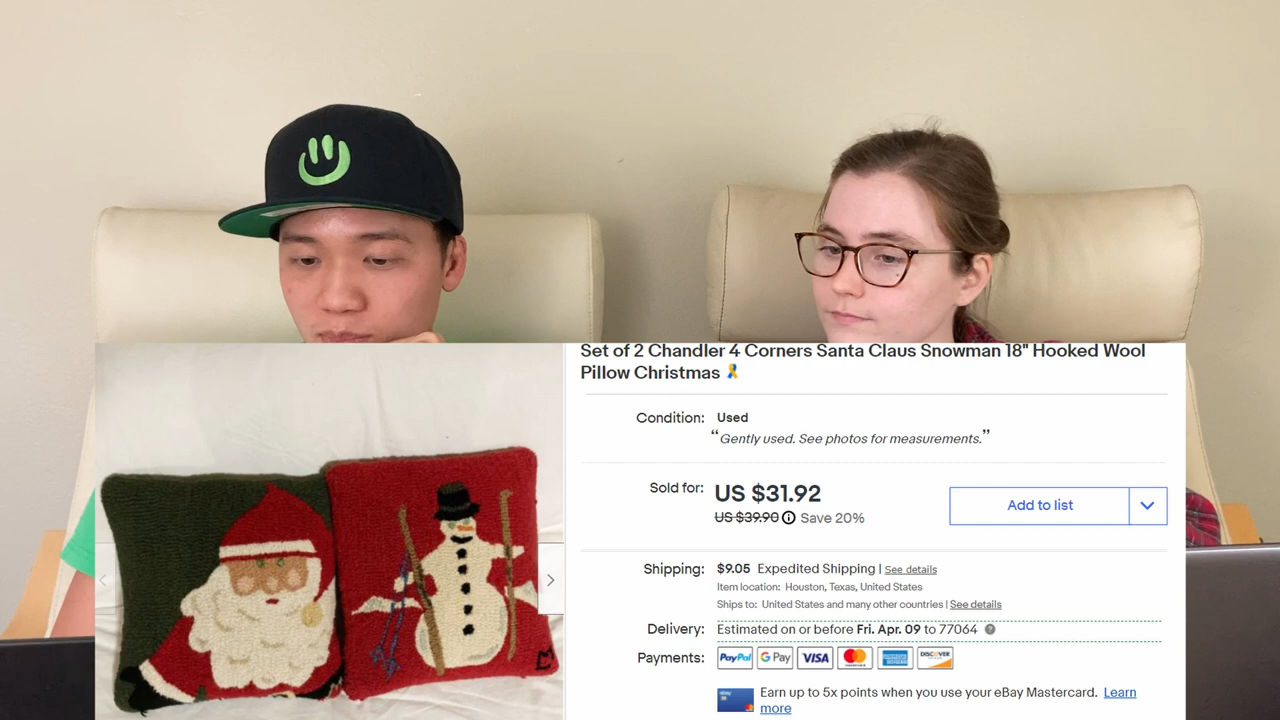 Set of 2 Chandler 4 Corners Santa Claus Snowman 18" Hooked Wool
Pillow Christmas
Condition: Used
“Gently used. See photos for measurements.”
Sold for: US $31.92
US $39.90 Save 20%
Add to list
Shipping: $9.05 Expedited Shipping | See details
Item location: Houston, Texas, United States
Ships to: United States and many other countries | See details
Delivery: Estimated on or before Fri. Apr. 09 to 77064
Payments: PayPal G Pay VISA MasterCard AMERICAN EXPRESS DISCOVER
Earn up to 5x points when you use your eBay Mastercard. Learn
more